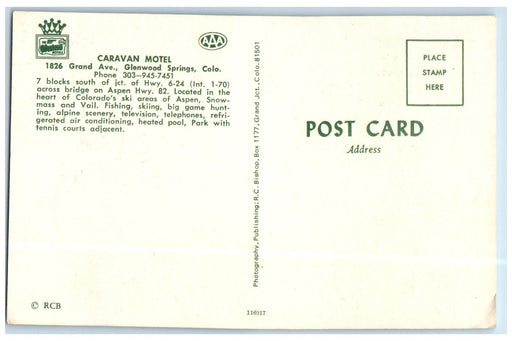 AAA
CARAVAN MOTEL
1826 Grand Ave., Glenwood Springs, Colo.
Phone 303—945-7451
7 blocks south of jct. of Hwy. 6-24 (Int. 1-70)
across bridge on Aspen Hwy. 82. Located in the
heart of Colorado's ski areas of Aspen, Snow-
mass and Vail. Fishing, skiing, big game hunt-
ing, alpine scenery, television, telephones, refri-
gerated air conditioning, heated pool, Park with
tennis courts adjacent.
© RCB
Photography, Publishing: R.C. Bishop, Box 1177, Grand Jct., Colo. 81501
PLACE
STAMP
HERE
POST CARD
Address